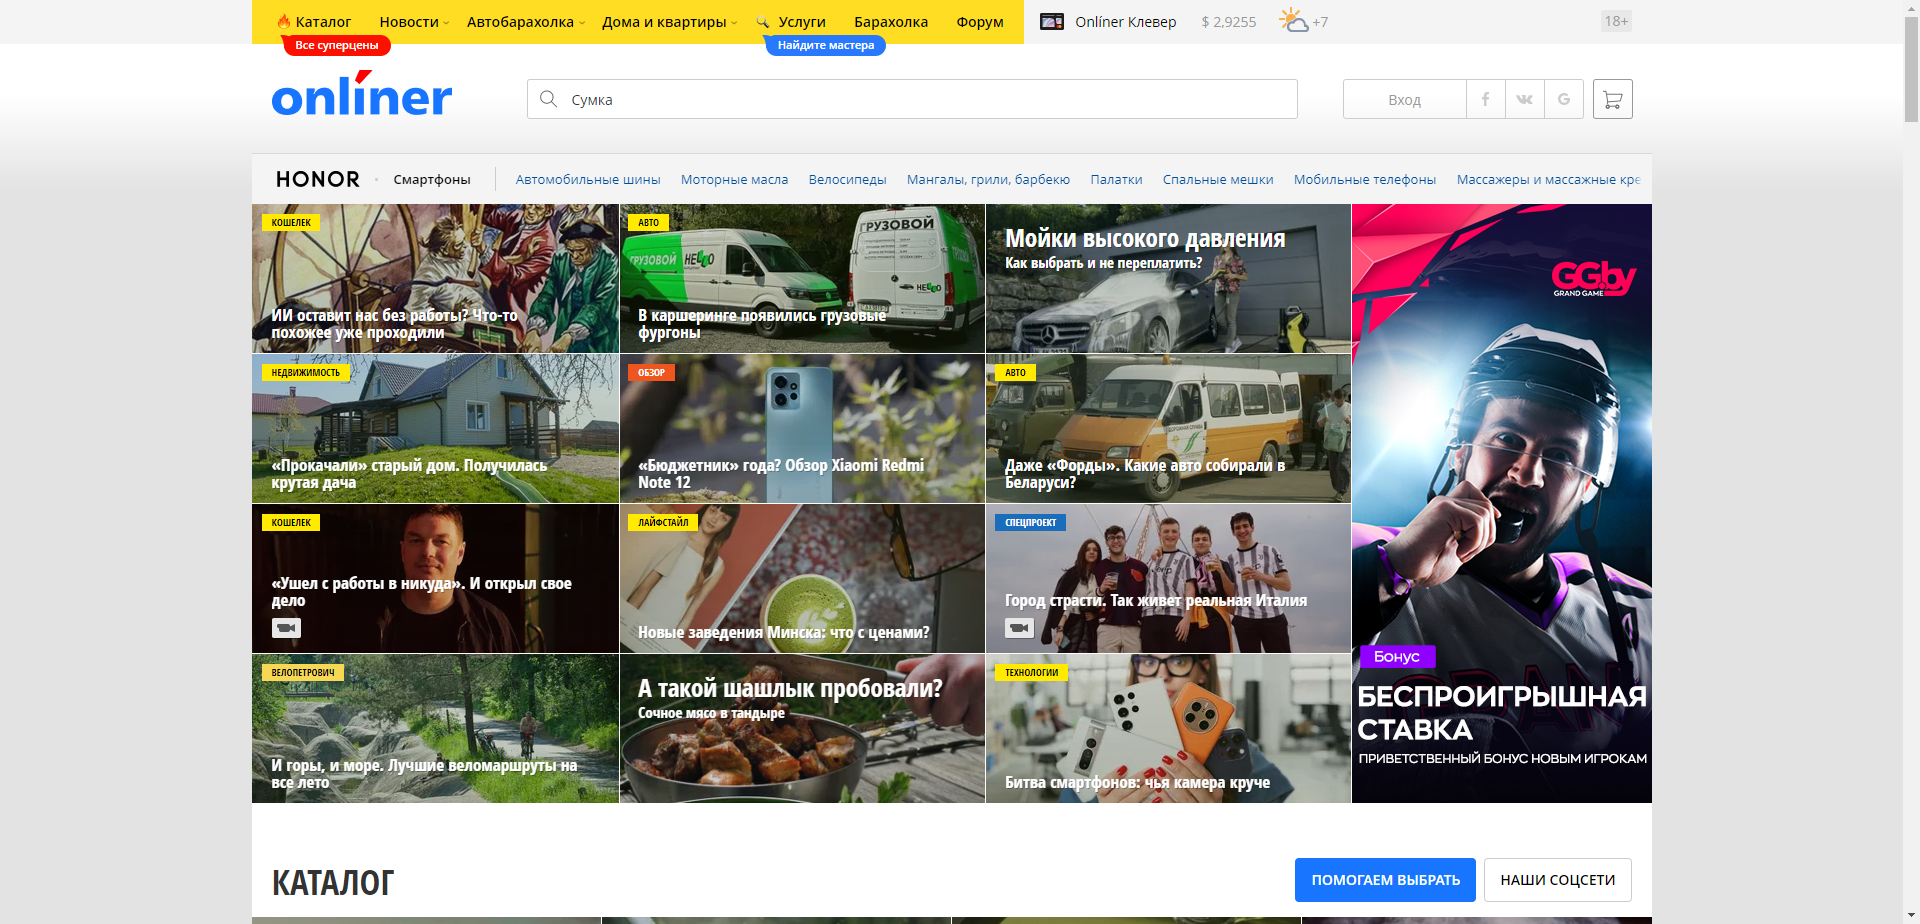 Каталог Новости Автобарахолка Дома и квартиры Услуги Барахолка Форум Onlíner Клевер $ 2,9255 +7 18+
Все суперцены Найдите мастера
onlíner
Сумка
Вход
HONOR Смартфоны Автомобильные шины Моторные масла Велосипеды Мангалы, грили, барбекю Палатки Спальные мешки Мобильные телефоны Массажеры и массажные кре
КОШЕЛЕК
ИИ оставит нас без работы? Что-то
похожее уже проходили
АВТО
ГРУЗОВОЙ
ГРУЗОВОЙ
В каршеринге появились грузовые
фургоны
Мойки высокого давления
Как выбрать и не переплатить?
GG.by
GRAND GAME
НЕДВИЖИМОСТЬ
«Прокачали» старый дом. Получилась
крутая дача
ОБЗОР
«Бюджетник» года? Обзор Xiaomi Redmi
Note 12
АВТО
Даже «Форды». Какие авто собирали в
Беларуси?
КОШЕЛЕК
«Ушел с работы в никуда». И открыл свое
дело
ЛАЙФСТАЙЛ
Новые заведения Минска: что с ценами?
СПЕЦПРОЕКТ
Город страсти. Так живет реальная Италия
ВЕЛОПЕТРОВИЧ
И горы, и море. Лучшие веломаршруты на
все лето
А такой шашлык пробовали?
Сочное мясо в тандыре
ТЕХНОЛОГИИ
Битва смартфонов: чья камера круче
Бонус
БЕСПРОИГРЫШНАЯ
СТАВКА
ПРИВЕТСТВЕННЫЙ БОНУС НОВЫМ ИГРОКАМ
КАТАЛОГ
ПОМОГАЕМ ВЫБРАТЬ
НАШИ СОЦСЕТИ